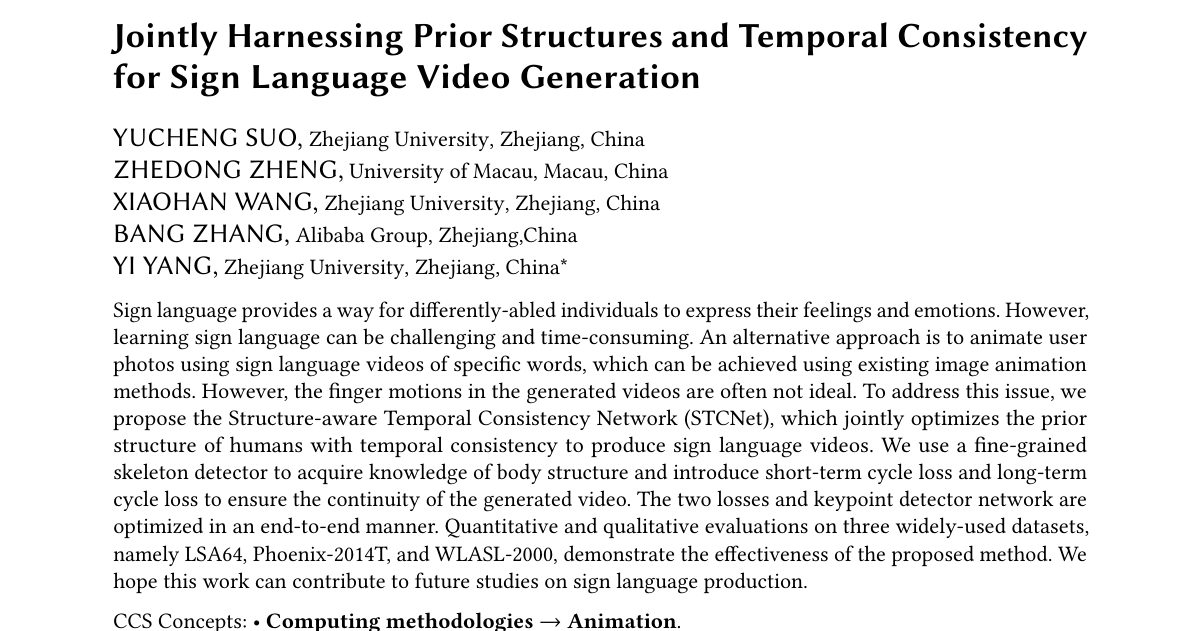 Jointly Harnessing Prior Structures and Temporal Consistency
for Sign Language Video Generation
YUCHENG SUO, Zhejiang University, Zhejiang, China
ZHEDONG ZHENG, University of Macau, Macau, China
XIAOHAN WANG, Zhejiang University, Zhejiang, China
BANG ZHANG, Alibaba Group, Zhejiang,China
YI YANG, Zhejiang University, Zhejiang, China*
Sign language provides a way for differently-abled individuals to express their feelings and emotions. However,
learning sign language can be challenging and time-consuming. An alternative approach is to animate user
photos using sign language videos of specific words, which can be achieved using existing image animation
methods. However, the finger motions in the generated videos are often not ideal. To address this issue, we
propose the Structure-aware Temporal Consistency Network (STCNet), which jointly optimizes the prior
structure of humans with temporal consistency to produce sign language videos. We use a fine-grained
skeleton detector to acquire knowledge of body structure and introduce short-term cycle loss and long-term
cycle loss to ensure the continuity of the generated video. The two losses and keypoint detector network are
optimized in an end-to-end manner. Quantitative and qualitative evaluations on three widely-used datasets,
namely LSA64, Phoenix-2014T, and WLASL-2000, demonstrate the effectiveness of the proposed method. We
hope this work can contribute to future studies on sign language production.
CCS Concepts: • Computing methodologies → Animation.